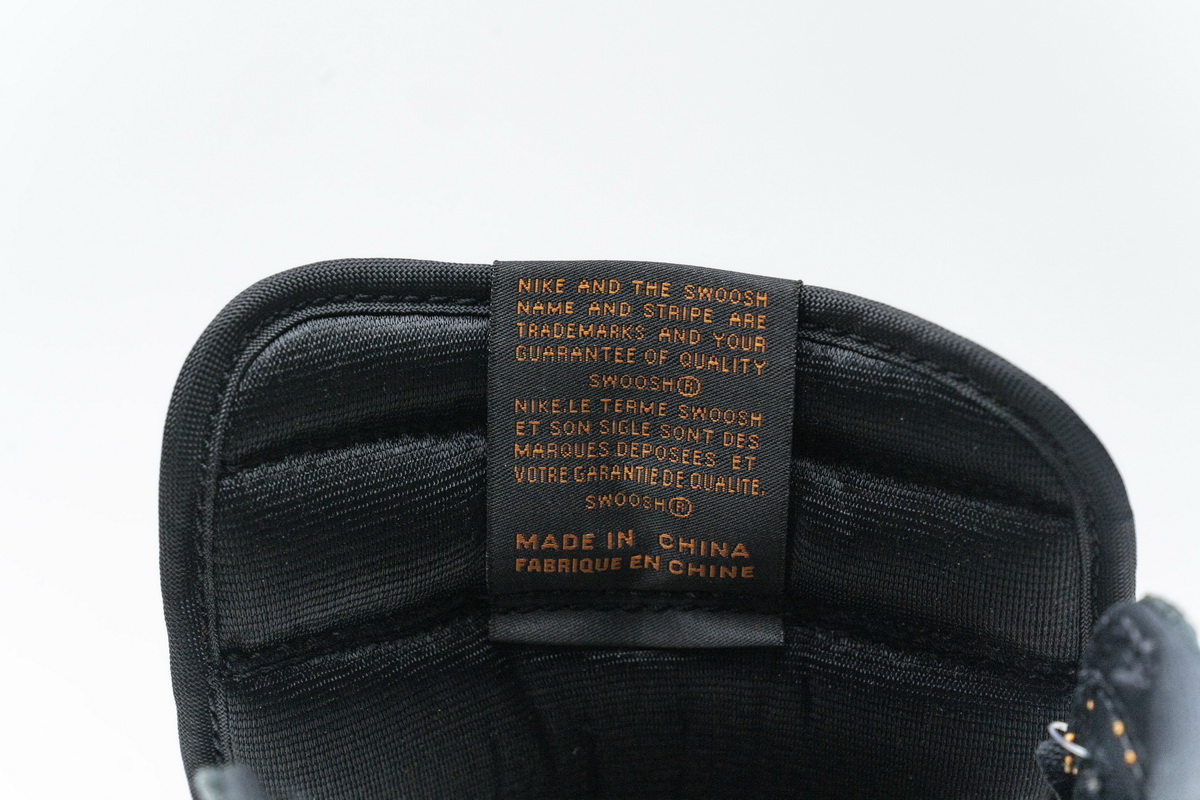 NIKE AND THE SWOOSH
NAME AND STRIPE ARE
TRADEMARKS AND YOUR
GUARANTEE OF QUALITY
SWOOSH®
NIKE.LE TERME SWOOSH
ET SON SIGLE SONT DES
MARQUES DEPOSEES ET
VOTRE GARANTIE DE QUALITE.
SWOOSH®
MADE IN CHINA
FABRIQUE EN CHINE